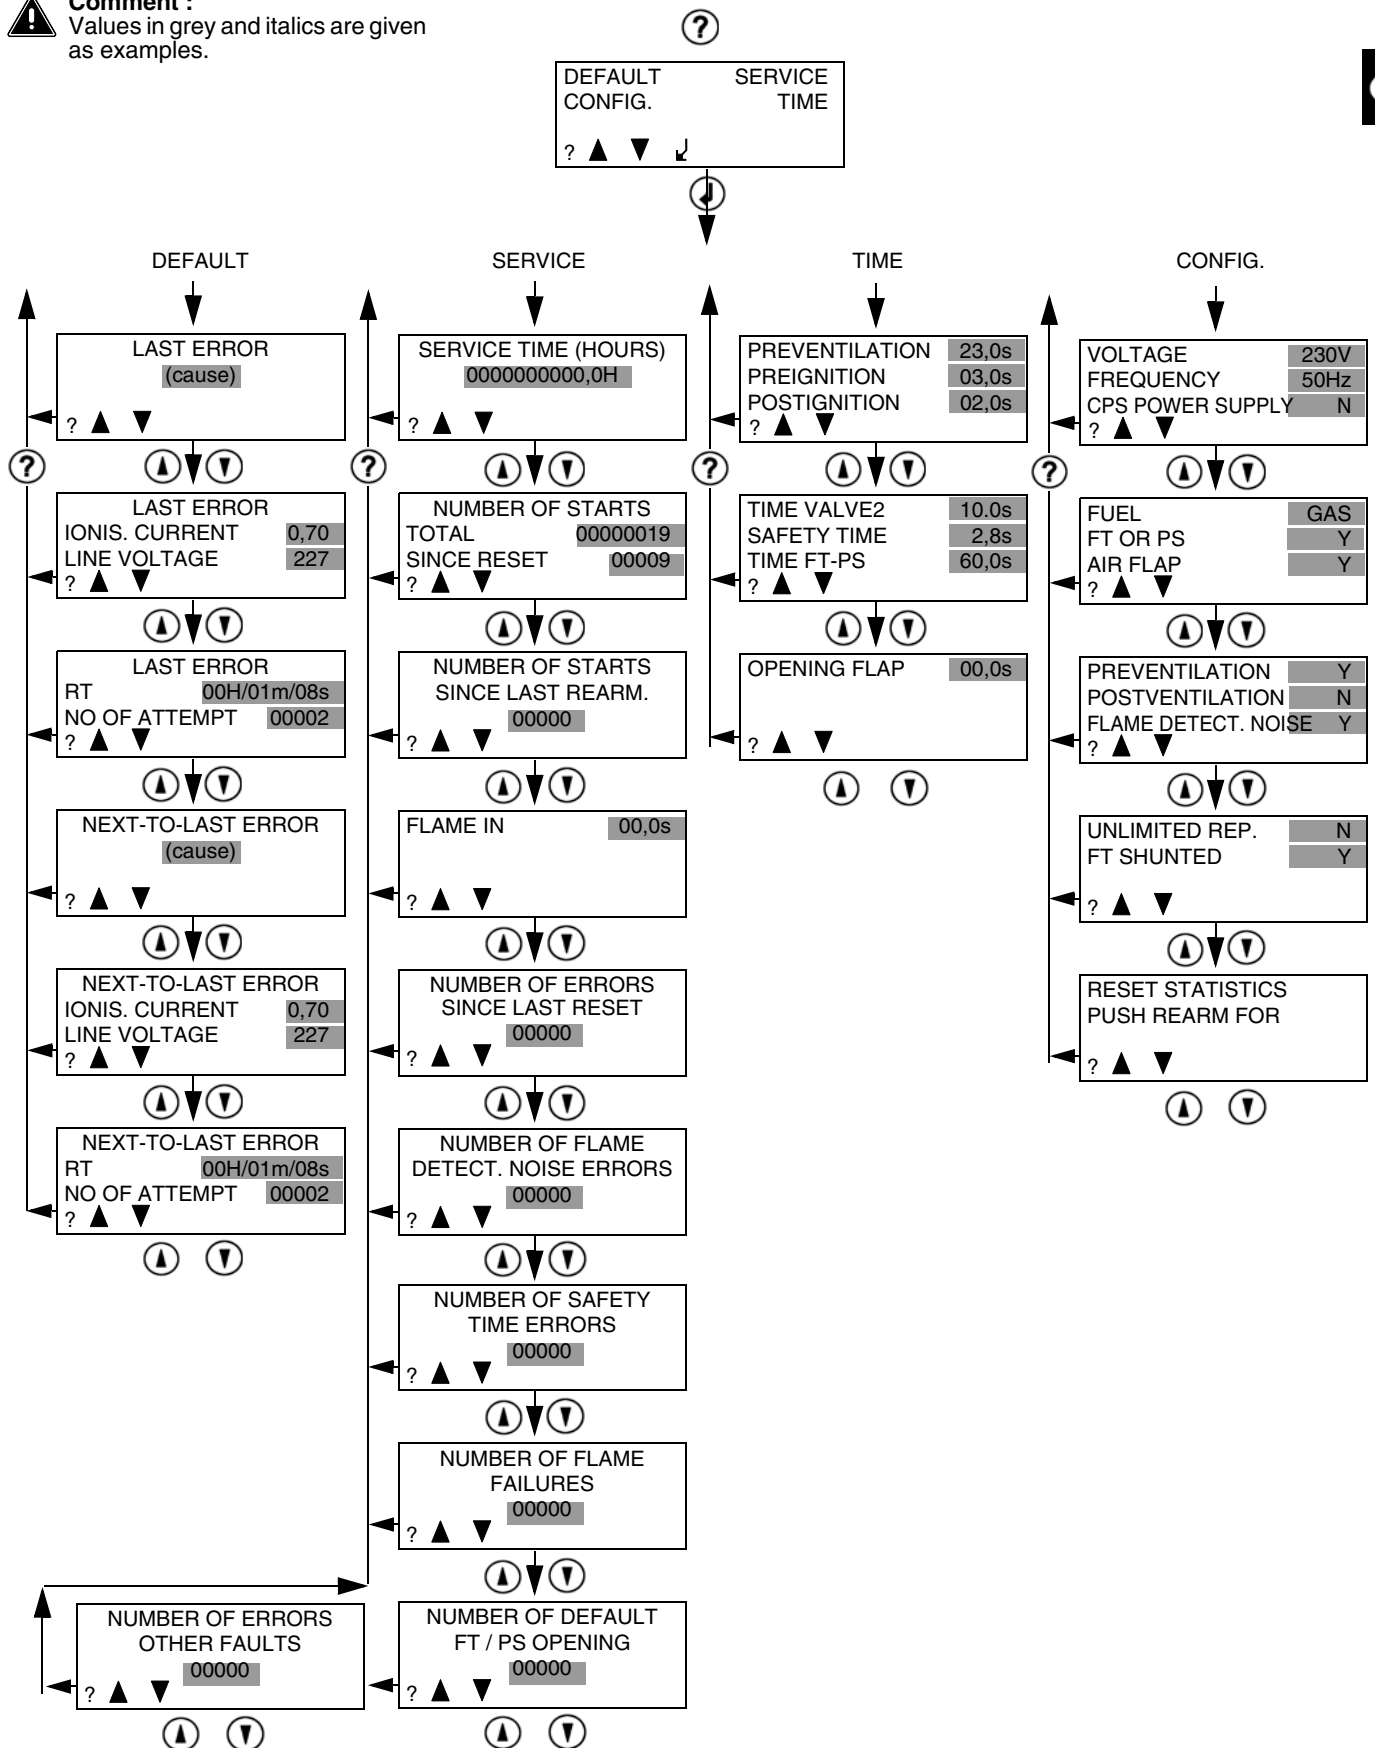 Comment :
Values in grey and italics are given
as examples.
?
DEFAULT SERVICE
CONFIG. TIME
?
DEFAULT
LAST ERROR
(cause)
?
?
LAST ERROR
IONIS. CURRENT 0,70
LINE VOLTAGE 227
?
LAST ERROR
RT 00H/01m/08s
NO OF ATTEMPT 00002
?
NEXT-TO-LAST ERROR
(cause)
?
NEXT-TO-LAST ERROR
IONIS. CURRENT 0,70
LINE VOLTAGE 227
?
NEXT-TO-LAST ERROR
RT 00H/01m/08s
NO OF ATTEMPT 00002
?
SERVICE
SERVICE TIME (HOURS)
0000000000,0H
?
?
NUMBER OF STARTS
TOTAL 00000019
SINCE RESET 00009
?
NUMBER OF STARTS
SINCE LAST REARM.
00000
?
FLAME IN 00,0s
?
NUMBER OF ERRORS
SINCE LAST RESET
00000
?
NUMBER OF FLAME
DETECT. NOISE ERRORS
00000
?
NUMBER OF SAFETY
TIME ERRORS
00000
?
NUMBER OF FLAME
FAILURES
00000
?
NUMBER OF DEFAULT
FT / PS OPENING
00000
?
NUMBER OF ERRORS
OTHER FAULTS
00000
?
TIME
PREVENTILATION 23,0s
PREIGNITION 03,0s
POSTIGNITION 02,0s
?
?
TIME VALVE2 10.0s
SAFETY TIME 2,8s
TIME FT-PS 60,0s
?
OPENING FLAP 00,0s
?
CONFIG.
VOLTAGE 230V
FREQUENCY 50Hz
CPS POWER SUPPLY N
?
?
FUEL GAS
FT OR PS Y
AIR FLAP Y
?
PREVENTILATION Y
POSTVENTILATION N
FLAME DETECT. NOISE Y
?
UNLIMITED REP. N
FT SHUNTED Y
?
RESET STATISTICS
PUSH REARM FOR
?